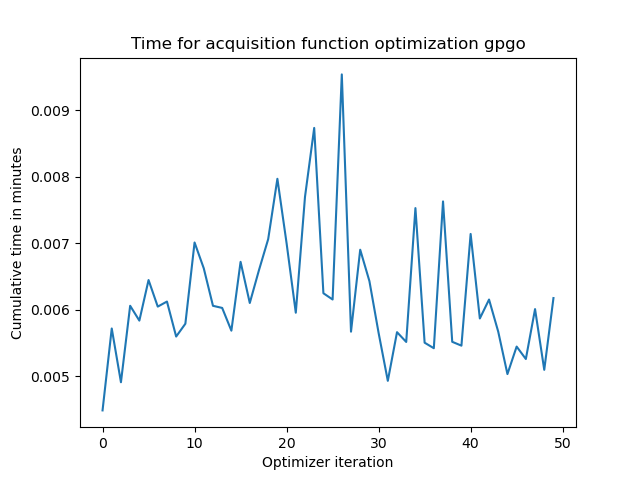 Time for acquisition function optimization gpgo
Cumulative time in minutes
0.009
0.008
0.007
0.006
0.005
0 10 20 30 40 50
Optimizer iteration